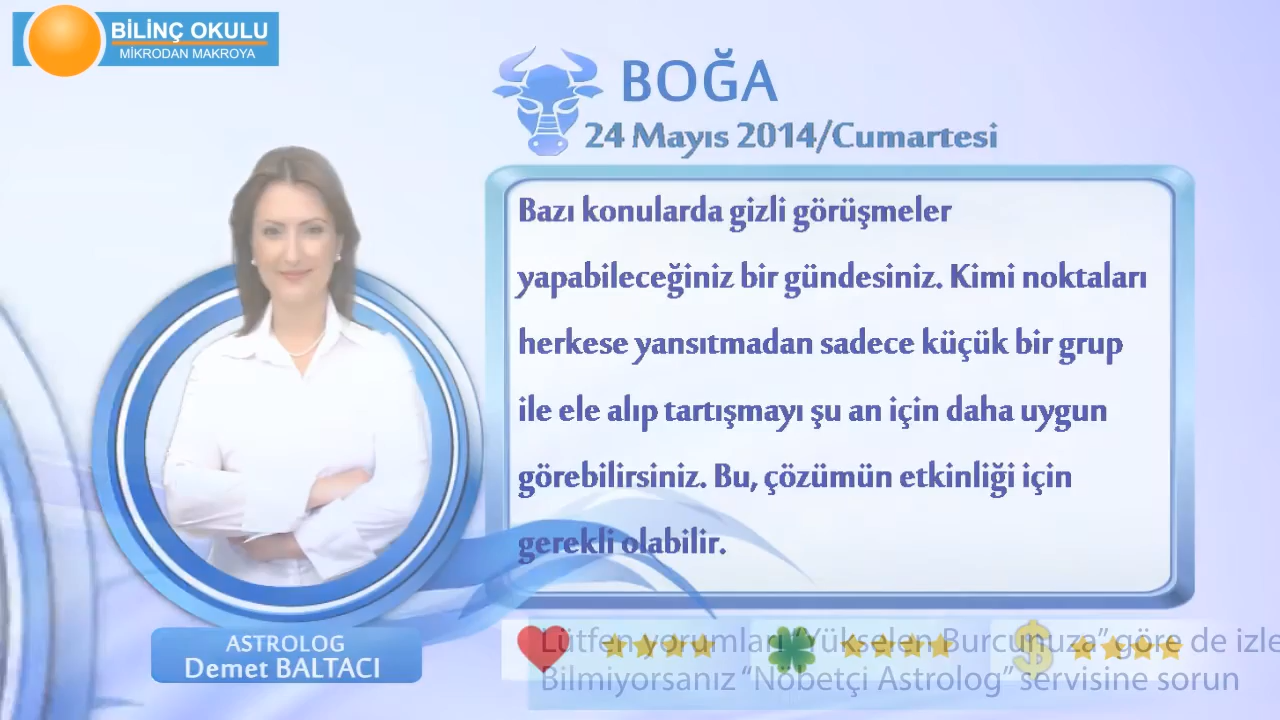 BİLİNÇ OKULU
MİKRODAN MAKROYA
BOĞA
24 Mayıs 2014/Cumartesi
Bazı konularda gizli görüşmeler
yapabileceğiniz bir gündesiniz. Kimi noktaları
herkese yansıtmadan sadece küçük bir grup
ile ele alıp tartışmayı şu an için daha uygun
görebilirsiniz. Bu, çözümün etkinliği için
gerekli olabilir.
ASTROLOG
Demet BALTACI
Lütfen yorumları "Yükselen Burcunuza" göre de izle
Bilmiyorsanız "Nöbetçi Astrolog" servisine sorun